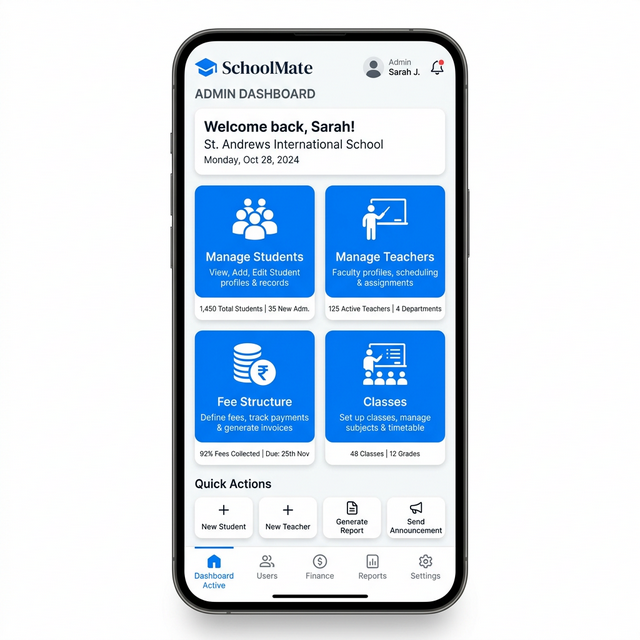 SchoolMate
Admin
Sarah J.
ADMIN DASHBOARD
Welcome back, Sarah!
St. Andrews International School
Monday, Oct 28, 2024
Manage Students
View, Add, Edit Student
profiles & records
1,450 Total Students | 35 New Adm.
Manage Teachers
Faculty profiles, scheduling
& assignments
125 Active Teachers | 4 Departments
₹
Fee Structure
Define fees, track payments
& generate invoices
92% Fees Collected | Due: 25th Nov
Classes
Set up classes, manage
subjects & timetable
48 Classes | 12 Grades
Quick Actions
New Student
New Teacher
Generate
Report
Send
Announcement
Dashboard
Active
Users
$
Finance
Reports
Settings